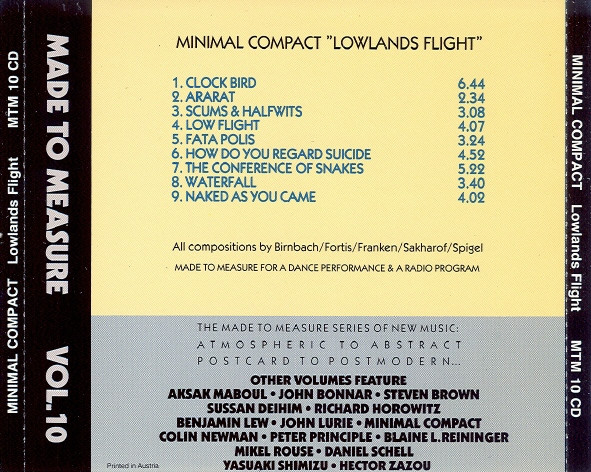 MINIMAL COMPACT Lowlands Flight MTM 10 CD
MADE TO MEASURE VOL.10
MINIMAL COMPACT "LOWLANDS FLIGHT"
1. CLOCK BIRD 6.44
2. ARARAT 2.34
3. SCUMS & HALFWITS 3.08
4. LOW FLIGHT 4.07
5. FATA POLIS 3.24
6. HOW DO YOU REGARD SUICIDE 4.52
7. THE CONFERENCE OF SNAKES 5.22
8. WATERFALL 3.40
9. NAKED AS YOU CAME 4.02
All compositions by Birnbach/Fortis/Franken/Sakharof/Spigel
MADE TO MEASURE FOR A DANCE PERFORMANCE & A RADIO PROGRAM
THE MADE TO MEASURE SERIES OF NEW MUSIC:
ATMOSPHERIC TO ABSTRACT
POSTCARD TO POSTMODERN...
OTHER VOLUMES FEATURE
AKSAK MABOUL • JOHN BONNAR • STEVEN BROWN
SUSSAN DEIHIM • RICHARD HOROWITZ
BENJAMIN LEW • JOHN LURIE • MINIMAL COMPACT
COLIN NEWMAN • PETER PRINCIPLE • BLAINE L. REININGER
MIKEL ROUSE • DANIEL SCHELL
YASUAKI SHIMIZU • HECTOR ZAZOU
Printed in Austria
MINIMAL COMPACT Lowlands Flight MTM 10 CD